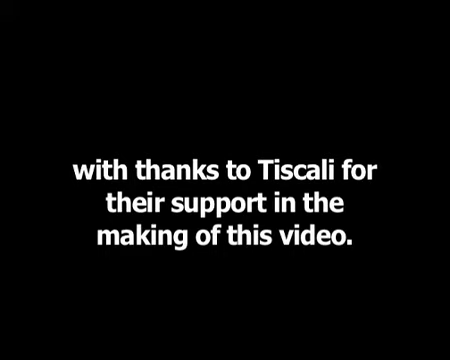 with thanks to Tiscali for
their support in the
making of this video.